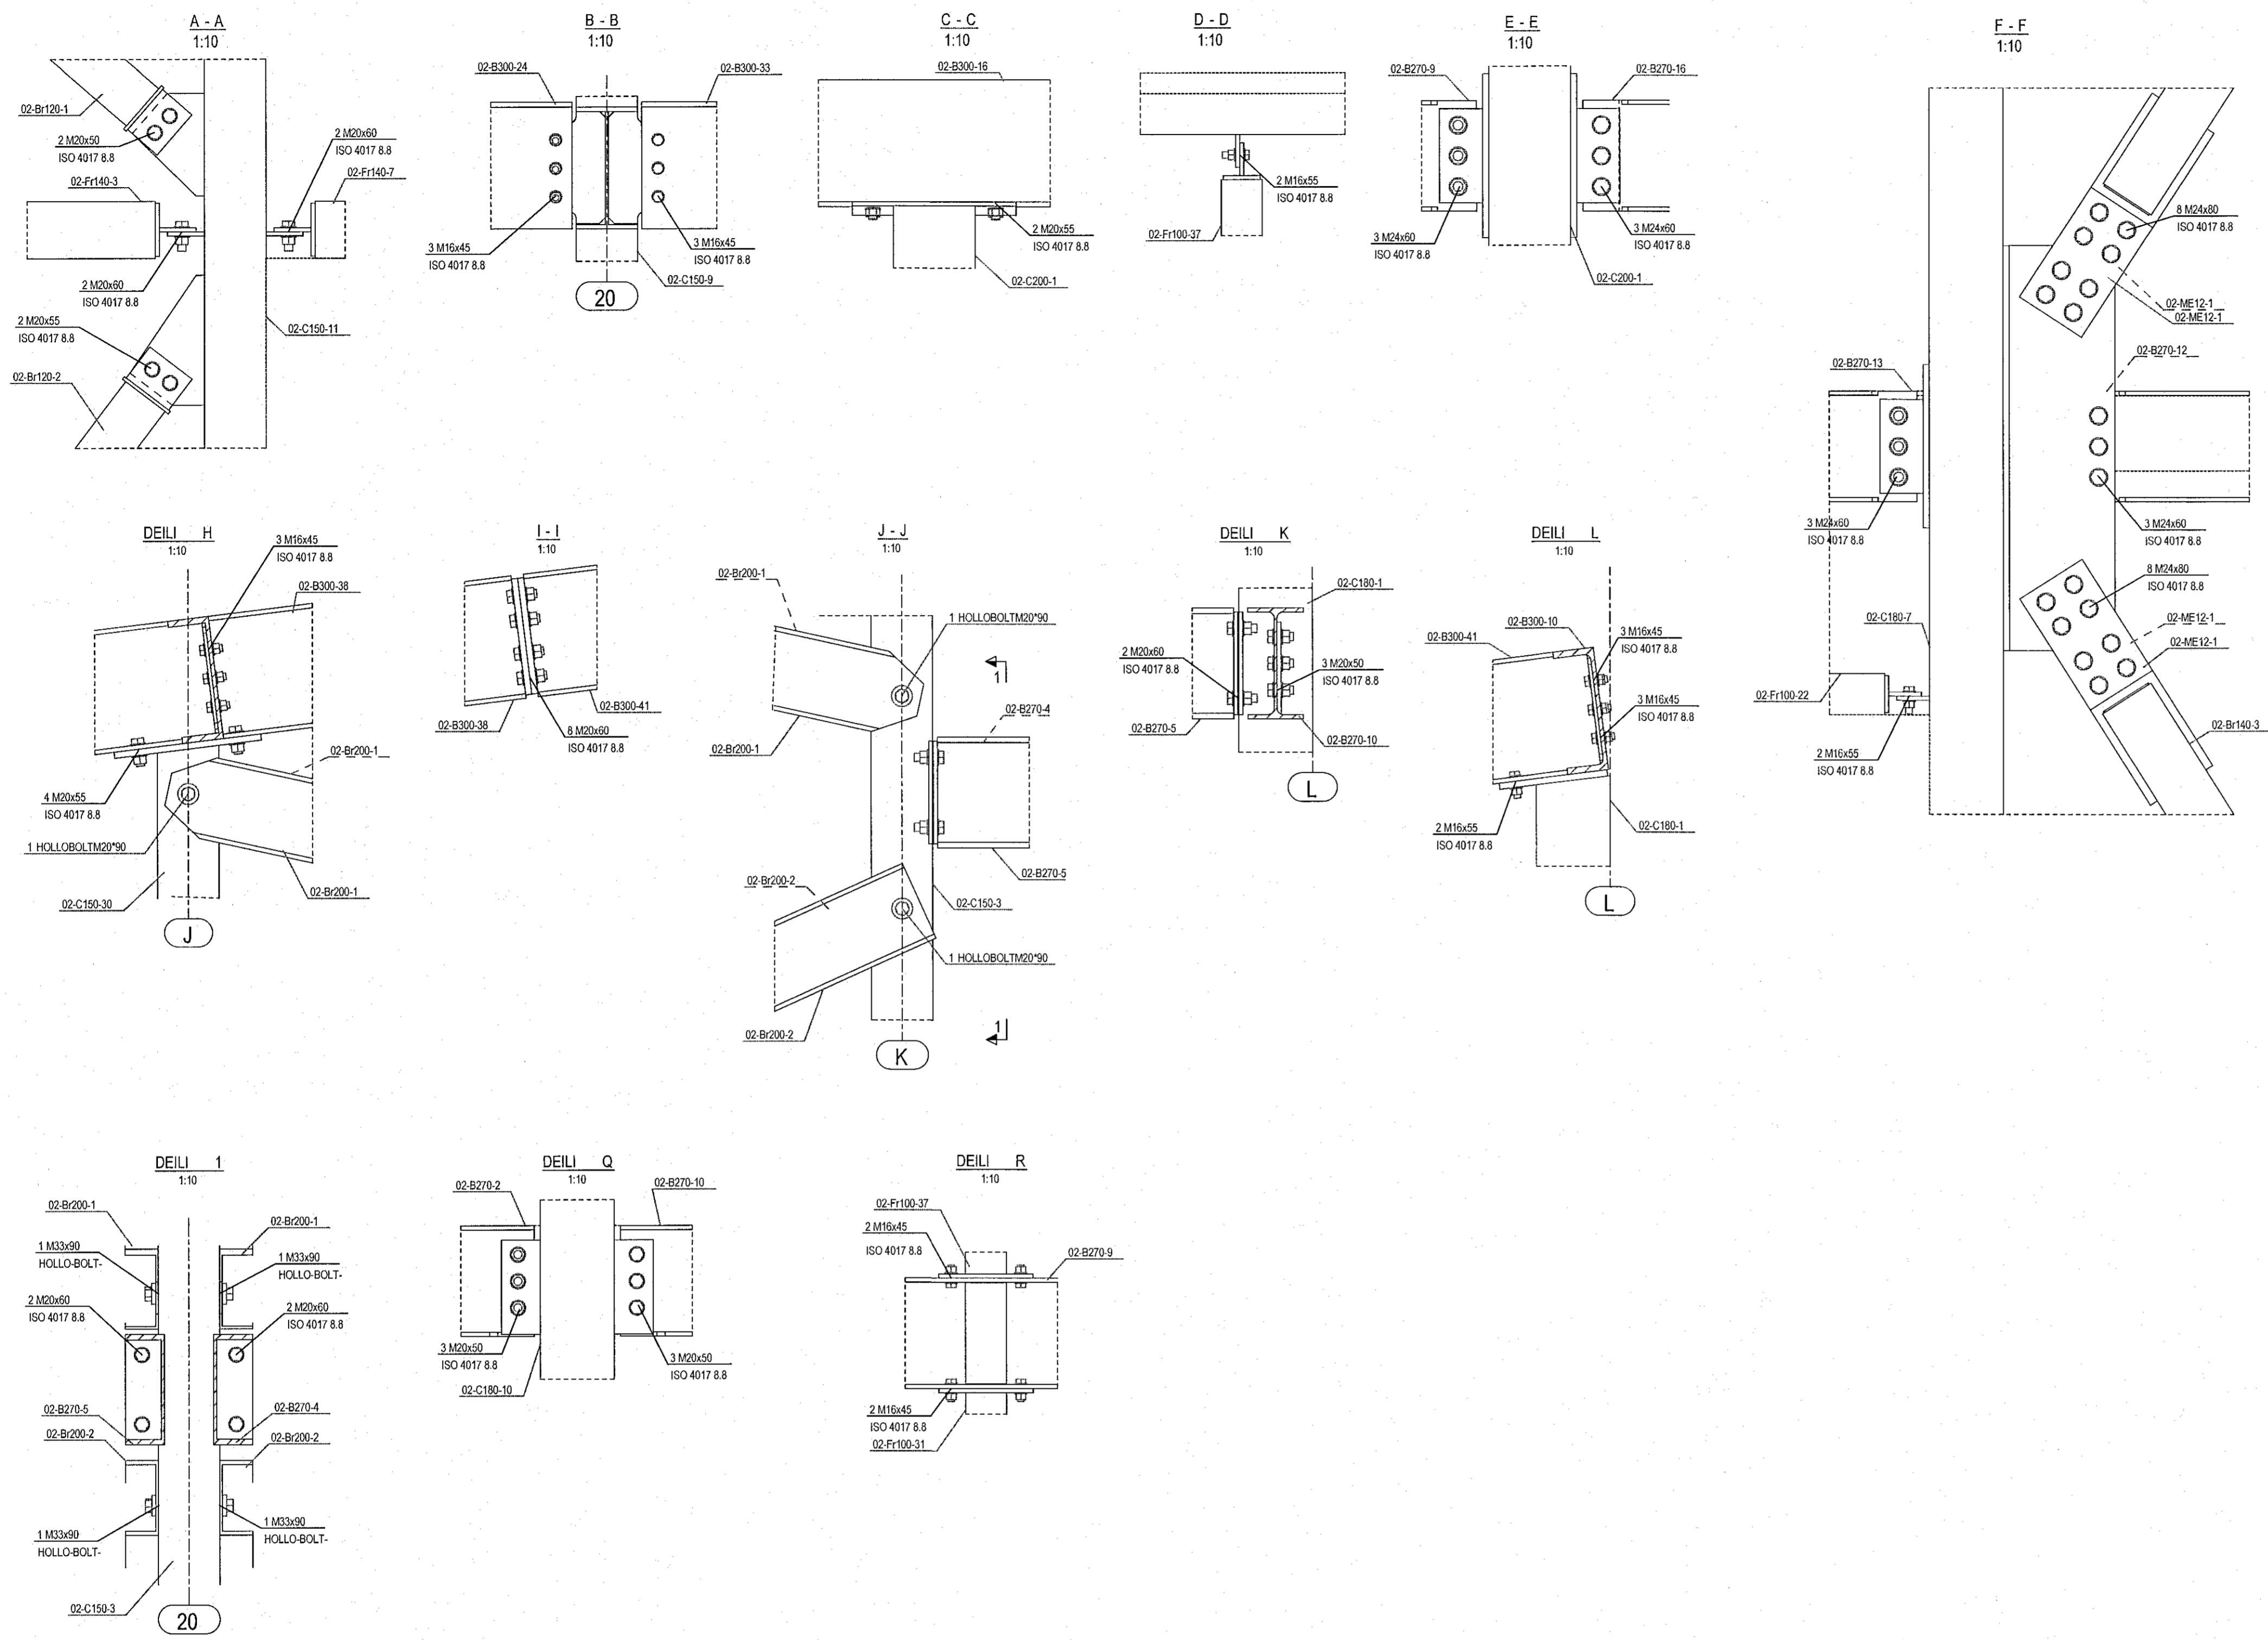 A - A
1:10
02-Br120-1
2 M20x50
ISO 4017 8.8
2 M20x60
ISO 4017 8.8
02-Fr140-3
02-Fr140-7
2 M20x60
ISO 4017 8.8
2 M20x55
ISO 4017 8.8
02-C150-11
02-Br120-2
B - B
1:10
02-B300-24
02-B300-33
3 M16x45
ISO 4017 8.8
3 M16x45
ISO 4017 8.8
02-C150-9
20
C - C
1:10
02-B300-16
2 M20x55
ISO 4017 8.8
02-C200-1
D - D
1:10
2 M16x55
ISO 4017 8.8
02-Fr100-37
E - E
1:10
02-B270-9
02-B270-16
3 M24x60
ISO 4017 8.8
3 M24x60
ISO 4017 8.8
02-C200-1
F - F
1:10
8 M24x80
ISO 4017 8.8
02-ME12-1
02-ME12-1
02-B270-12
02-B270-13
3 M24x60
ISO 4017 8.8
3 M24x60
ISO 4017 8.8
8 M24x80
ISO 4017 8.8
02-C180-7
02-ME12-1
02-ME12-1
02-Fr100-22
02-Br140-3
2 M16x55
ISO 4017 8.8
DEILI H
1:10
3 M16x45
ISO 4017 8.8
02-B300-38
02-Br200-1
4 M20x55
ISO 4017 8.8
1 HOLLOBOLTM20*90
02-Br200-1
02-C150-30
J
I - I
1:10
02-B300-38
02-B300-41
8 M20x60
ISO 4017 8.8
J - J
1:10
02-Br200-1
1 HOLLOBOLTM20*90
1
02-B270-4
02-Br200-1
02-Br200-2
02-B270-5
02-C150-3
1 HOLLOBOLTM20*90
1
02-Br200-2
K
DEILI K
1:10
02-C180-1
2 M20x60
ISO 4017 8.8
3 M20x50
ISO 4017 8.8
02-B270-5
02-B270-10
L
DEILI L
1:10
02-B300-10
02-B300-41
3 M16x45
ISO 4017 8.8
3 M16x45
ISO 4017 8.8
2 M16x55
ISO 4017 8.8
02-C180-1
L
DEILI 1
1:10
02-Br200-1
02-Br200-1
1 M33x90
HOLLO-BOLT-
1 M33x90
HOLLO-BOLT-
2 M20x60
ISO 4017 8.8
2 M20x60
ISO 4017 8.8
02-B270-5
02-B270-4
02-Br200-2
02-Br200-2
1 M33x90
HOLLO-BOLT-
1 M33x90
HOLLO-BOLT-
02-C150-3
20
DEILI Q
1:10
02-B270-2
02-B270-10
3 M20x50
ISO 4017 8.8
3 M20x50
ISO 4017 8.8
02-C180-10
DEILI R
1:10
02-Fr100-37
2 M16x45
ISO 4017 8.8
02-B270-9
2 M16x45
ISO 4017 8.8
02-Fr100-31